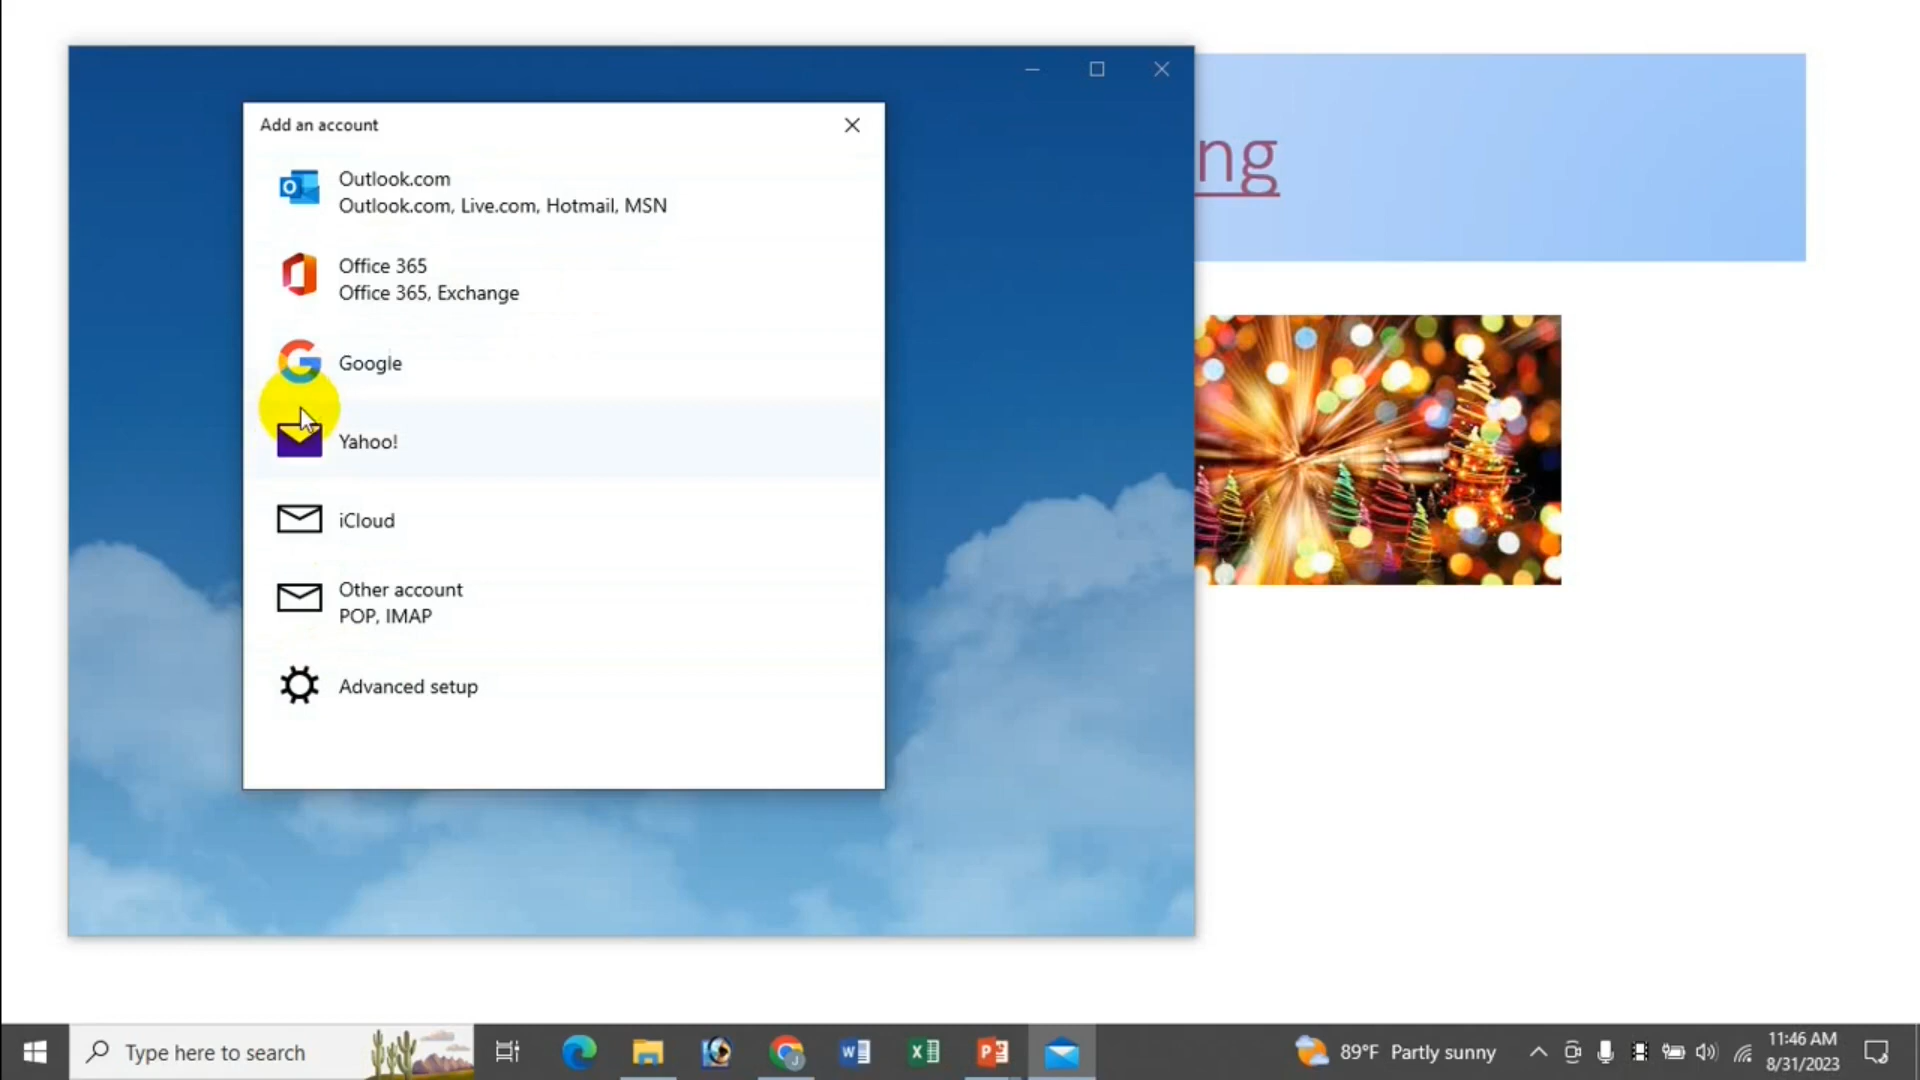 Add an account
Outlook.com
Outlook.com, Live.com, Hotmail, MSN
Office 365
Office 365, Exchange
Google
Yahoo!
iCloud
Other account
POP, IMAP
Advanced setup
ng
Type here to search
89°F Partly sunny
11:46 AM
8/31/2023